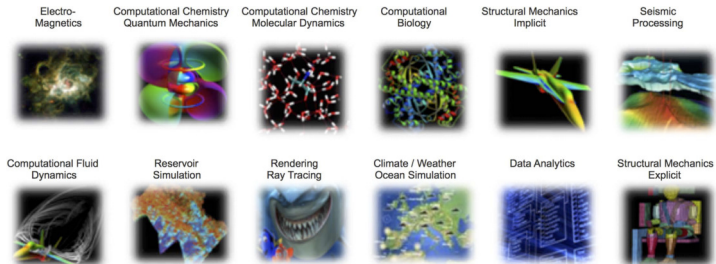 Electro-
Magnetics
Computational Chemistry
Quantum Mechanics
Computational Chemistry
Molecular Dynamics
Computational
Biology
Structural Mechanics
Implicit
Seismic
Processing
Computational Fluid
Dynamics
Reservoir
Simulation
Rendering
Ray Tracing
Climate / Weather
Ocean Simulation
Data Analytics
Structural Mechanics
Explicit